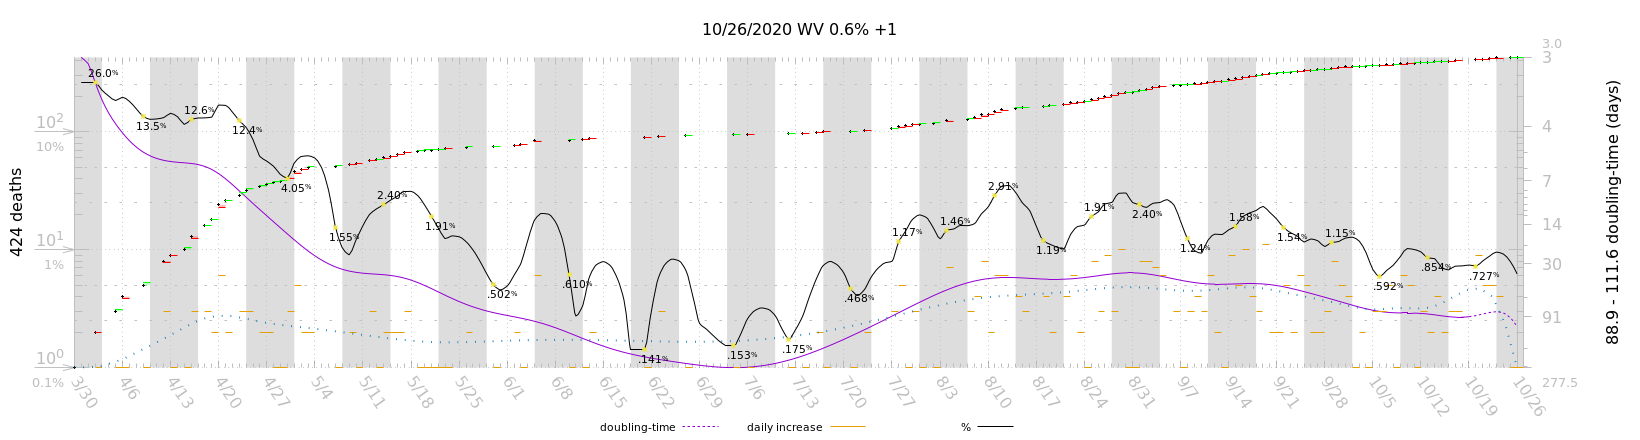 10/26/2020 WV 0.6% +1
424 deaths
10² 10% 10¹ 1% 10⁰ 0.1%
26.0% 13.5% 12.6% 12.4% 4.05% 1.55% 2.40% 1.91% .502% .610% .141% .153% .175% .468% 1.17% 1.46% 2.91% 1.19% 1.91% 2.40% 1.24% 1.58% 1.54% 1.15% .592% .854% .727%
3.0
3
4
7
14
30
91
277.5
88.9 - 111.6 doubling-time (days)
3/30 4/6 4/13 4/20 4/27 5/4 5/11 5/18 5/25 6/1 6/8 6/15 6/22 6/29 7/6 7/13 7/20 7/27 8/3 8/10 8/17 8/24 8/31 9/7 9/14 9/21 9/28 10/5 10/12 10/19 10/26
doubling-time daily increase %